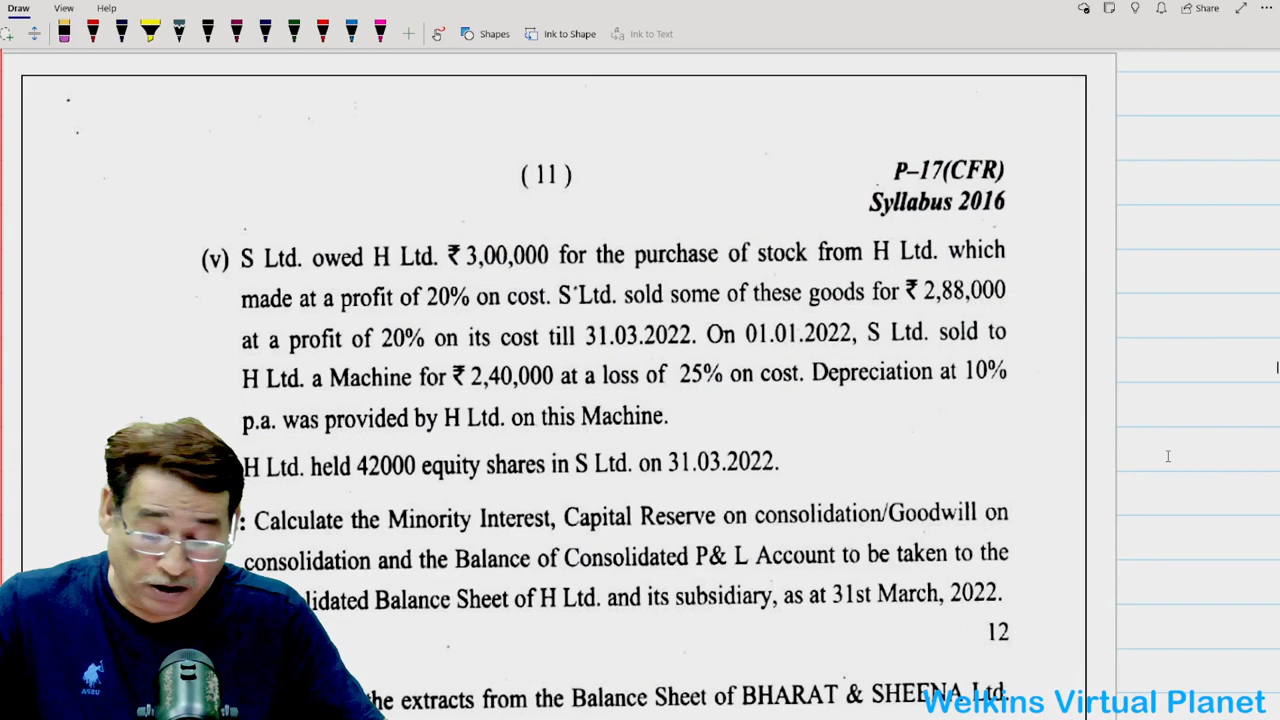 Draw View Help
Share
Shapes Ink to Shape Ink to Text
( 11 ) P–17(CFR)
Syllabus 2016
(v) S Ltd. owed H Ltd. ₹ 3,00,000 for the purchase of stock from H Ltd. which
made at a profit of 20% on cost. S Ltd. sold some of these goods for ₹ 2,88,000
at a profit of 20% on its cost till 31.03.2022. On 01.01.2022, S Ltd. sold to
H Ltd. a Machine for ₹ 2,40,000 at a loss of 25% on cost. Depreciation at 10%
p.a. was provided by H Ltd. on this Machine.
H Ltd. held 42000 equity shares in S Ltd. on 31.03.2022.
: Calculate the Minority Interest, Capital Reserve on consolidation/Goodwill on
consolidation and the Balance of Consolidated P& L Account to be taken to the
lidated Balance Sheet of H Ltd. and its subsidiary, as at 31st March, 2022.
12
the extracts from the Balance Sheet of BHARAT & SHEENA Ltd.
USPA
Welkins Virtual Planet